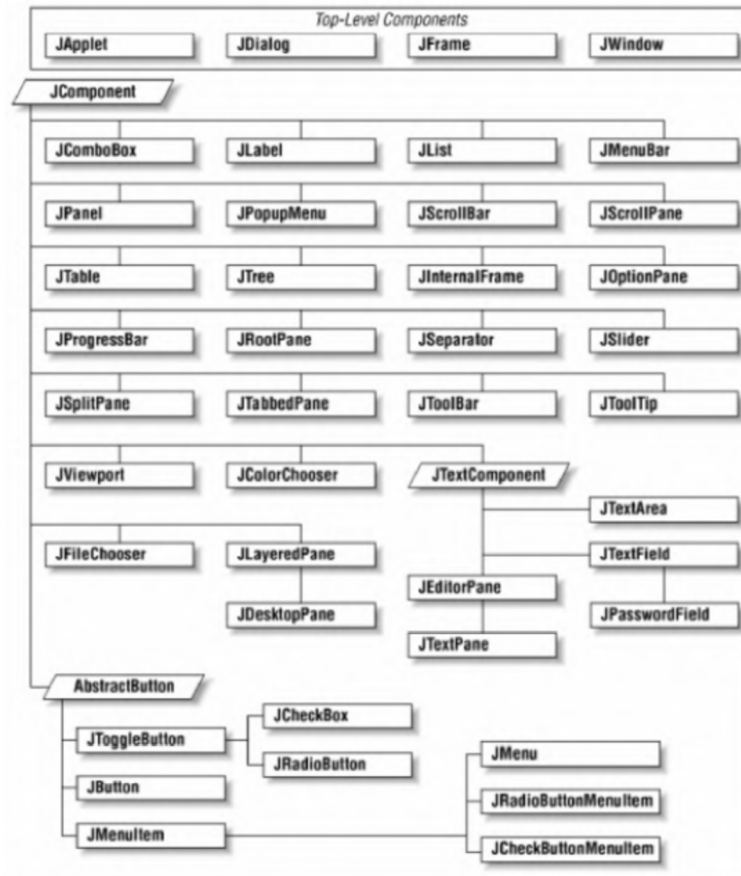 Top-Level Components
JApplet JDialog JFrame JWindow
JComponent
JComboBox JLabel JList JMenuBar
JPanel JPopupMenu JScrollBar JScrollPane
JTable JTree JInternalFrame JOptionPane
JProgressBar JRootPane JSeparator JSlider
JSplitPane JTabbedPane JToolBar JToolTip
JViewport JColorChooser JTextComponent
JTextArea
JFileChooser JLayeredPane JTextField
JEditorPane
JDesktopPane JPasswordField
JTextPane
AbstractButton
JCheckBox
JToggleButton
JRadioButton JMenu
JButton
JRadioButtonMenuItem
JMenuItem
JCheckButtonMenuItem